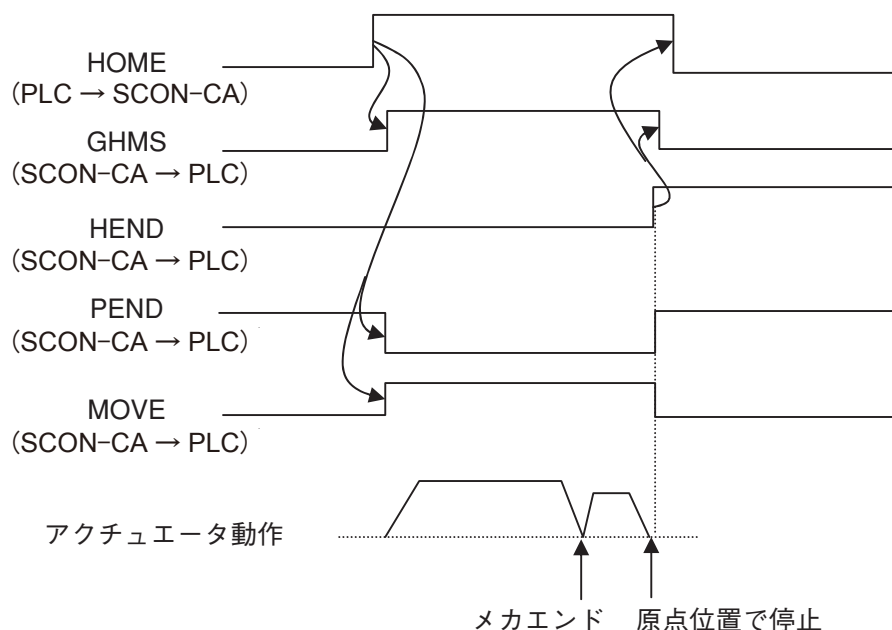 HOME
(PLC → SCON-CA)
GHMS
(SCON-CA → PLC)
HEND
(SCON-CA → PLC)
PEND
(SCON-CA → PLC)
MOVE
(SCON-CA → PLC)
アクチュエータ動作
メカエンド 原点位置で停止